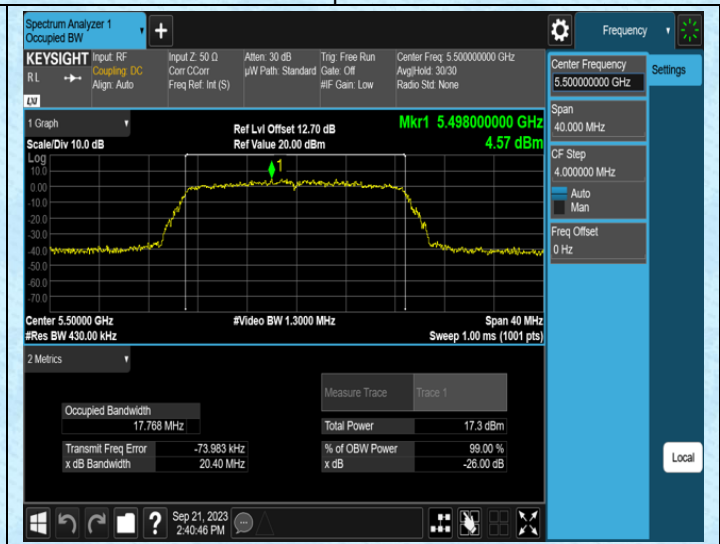 Spectrum Analyzer 1
Occupied BW
+
Frequency
KEYSIGHT
R L
LXI
Input: RF
Coupling: DC
Align: Auto
Input Z: 50 Ω
Corr CCorr
Freq Ref: Int (S)
Atten: 30 dB
µW Path: Standard
Trig: Free Run
Gate: Off
#IF Gain: Low
Center Freq: 5.500000000 GHz
Avg|Hold: 30/30
Radio Std: None
Center Frequency
5.500000000 GHz
Settings
Span
40.000 MHz
CF Step
4.000000 MHz
Auto
Man
Freq Offset
0 Hz
1 Graph
Scale/Div 10.0 dB
Ref Lvl Offset 12.70 dB
Ref Value 20.00 dBm
Mkr1 5.498000000 GHz
4.57 dBm
Log
10.0
0.00
-10.0
-20.0
-30.0
-40.0
-50.0
-60.0
-70.0
1
Center 5.50000 GHz
#Res BW 430.00 kHz
#Video BW 1.3000 MHz
Span 40 MHz
Sweep 1.00 ms (1001 pts)
2 Metrics
Measure Trace Trace 1
Occupied Bandwidth
17.768 MHz
Total Power 17.3 dBm
Transmit Freq Error -73.983 kHz
% of OBW Power 99.00 %
x dB Bandwidth 20.40 MHz
x dB -26.00 dB
Local
?
Sep 21, 2023
2:40:46 PM